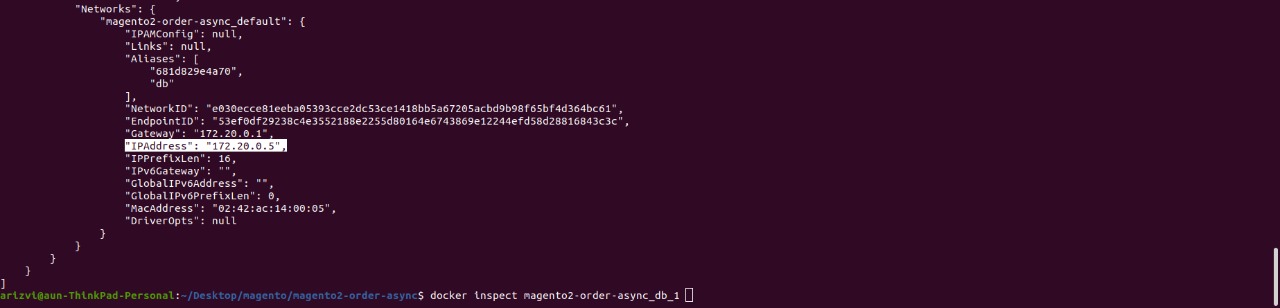 "Networks": {
"magento2-order-async_default": {
"IPAMConfig": null,
"Links": null,
"Aliases": [
"681d829e4a70",
"db"
],
"NetworkID": "e030ecce81eeba05393cce2dc53ce1418bb5a67205acbd9b98f65bf4d364bc61",
"EndpointID": "53ef0df29238c4e3552188e2255d80164e6743869e12244efd58d28816843c3c",
"Gateway": "172.20.0.1",
"IPAddress": "172.20.0.5",
"IPPrefixLen": 16,
"IPv6Gateway": "",
"GlobalIPv6Address": "",
"GlobalIPv6PrefixLen": 0,
"MacAddress": "02:42:ac:14:00:05",
"DriverOpts": null
}
}
}
}
]
arizvi@aun-ThinkPad-Personal:~/Desktop/magento/magento2-order-async$ docker inspect magento2-order-async_db_1